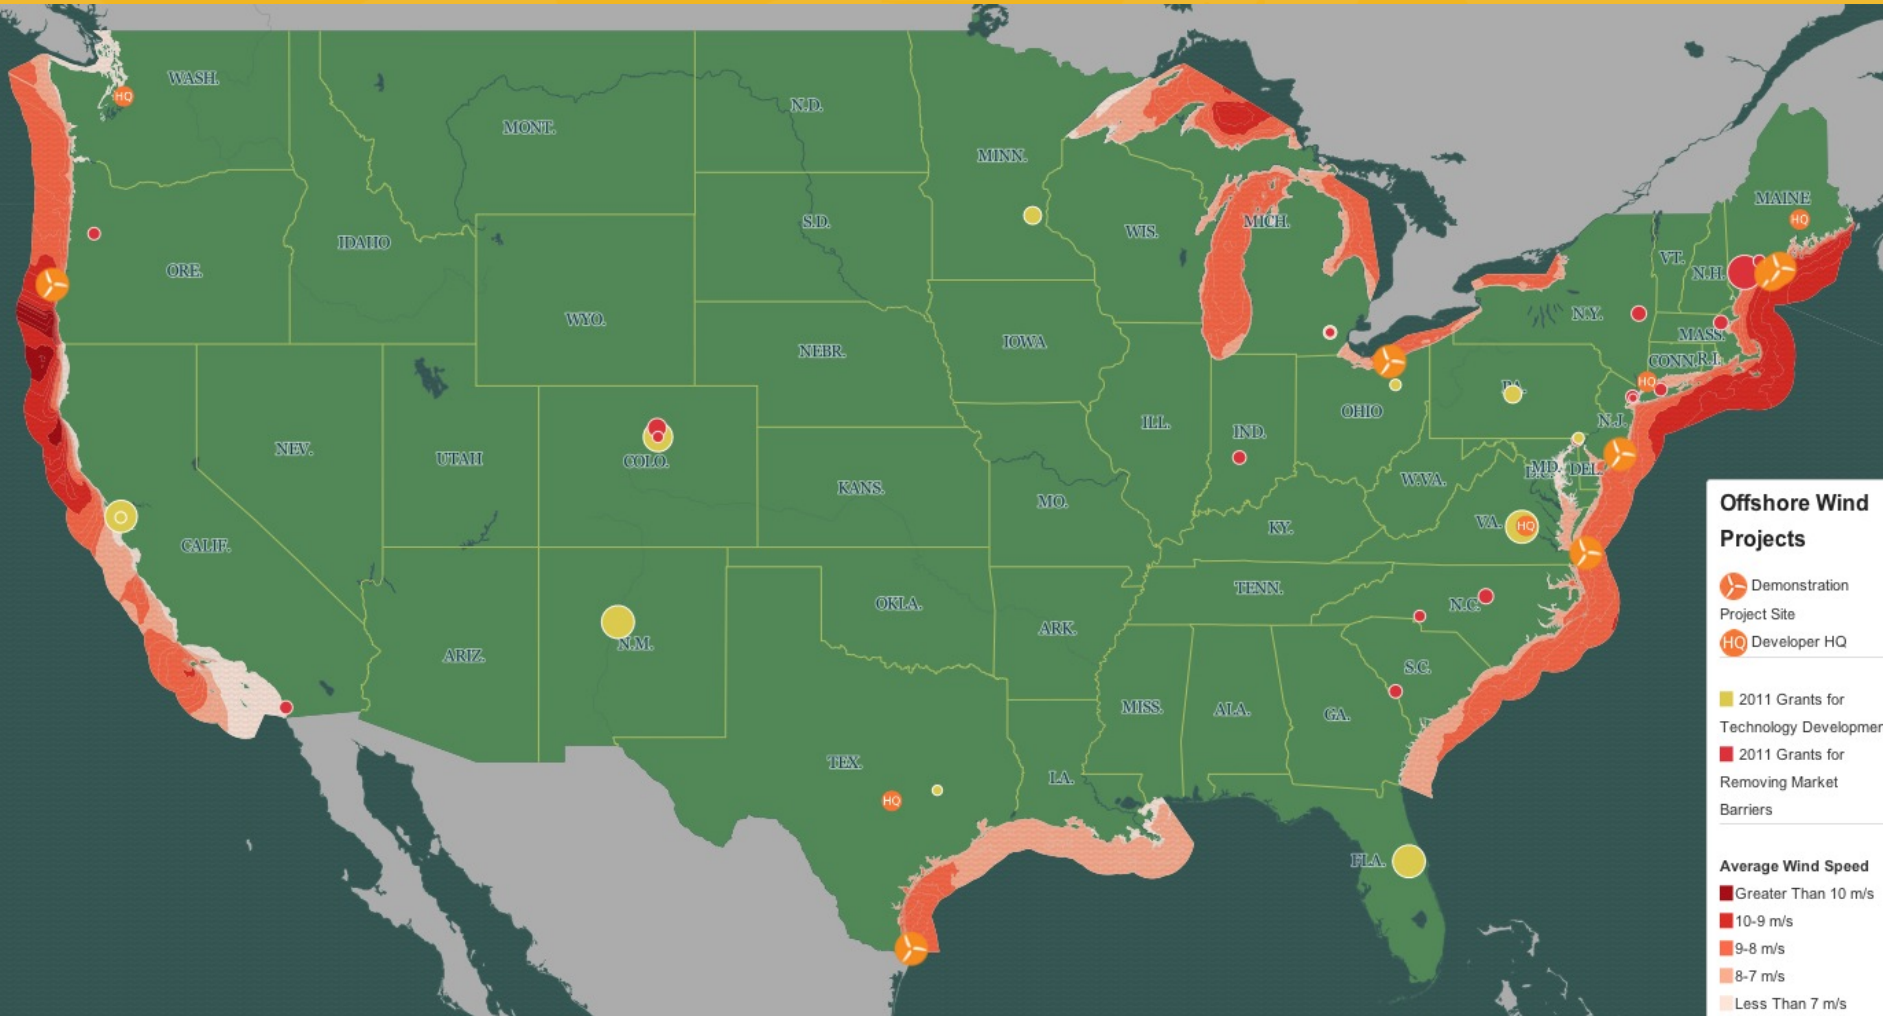 WASH.
HQ
MONT.
N.D.
MINN.
MAINE
HQ
S.D.
WIS.
MICH.
IDAHO
ORE.
VT.
N.H.
WYO.
N.Y.
MASS.
NEBR.
IOWA
CONN.
R.I.
HQ
OHIO
PA.
N.J.
ILL.
IND.
NEV.
UTAH
COLO.
KANS.
MO.
W.VA.
MD.
D.C.
DEL.
VA.
HQ
KY.
CALIF.
TENN.
N.C.
OKLA.
ARK.
ARIZ.
N.M.
S.C.
MISS.
ALA.
GA.
TEX.
LA.
HQ
FLA.
Offshore Wind
Projects
Demonstration
Project Site
HQ Developer HQ
2011 Grants for
Technology Developmen
2011 Grants for
Removing Market
Barriers
Average Wind Speed
Greater Than 10 m/s
10-9 m/s
9-8 m/s
8-7 m/s
Less Than 7 m/s